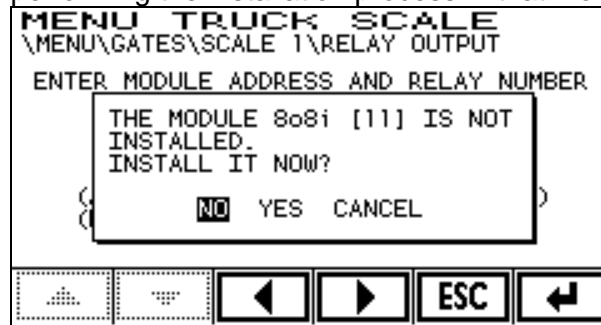 MENU TRUCK SCALE
\MENU\GATES\SCALE 1\RELAY OUTPUT
ENTER MODULE ADDRESS AND RELAY NUMBER
THE MODULE 8o8i [11] IS NOT
INSTALLED.
INSTALL IT NOW?
NO YES CANCEL
ESC